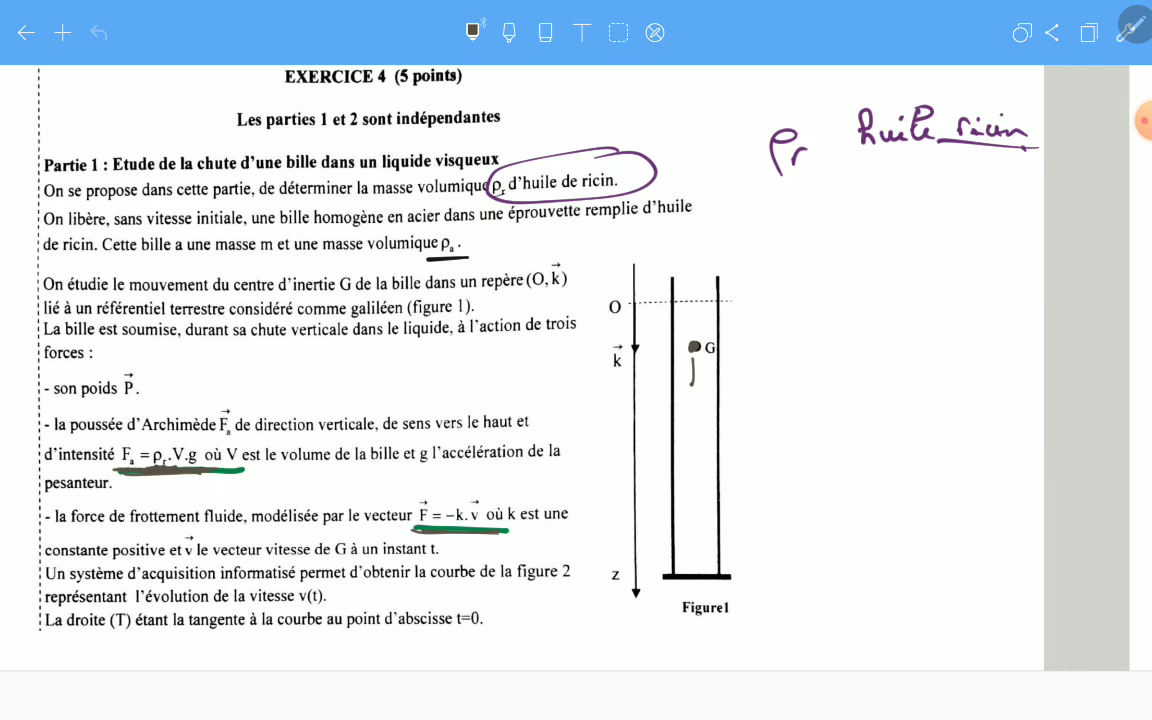 EXERCICE 4 (5 points)
Les parties 1 et 2 sont indépendantes
ρr huile ricin
Partie 1 : Etude de la chute d'une bille dans un liquide visqueux
On se propose dans cette partie, de déterminer la masse volumique ρr d'huile de ricin.
On libère, sans vitesse initiale, une bille homogène en acier dans une éprouvette remplie d'huile
de ricin. Cette bille a une masse m et une masse volumique ρa .
On étudie le mouvement du centre d'inertie G de la bille dans un repère (O, k⃗)
lié à un référentiel terrestre considéré comme galiléen (figure 1).
La bille est soumise, durant sa chute verticale dans le liquide, à l'action de trois
forces :
- son poids P⃗ .
- la poussée d'Archimède F⃗a de direction verticale, de sens vers le haut et
d'intensité Fa = ρr.V.g où V est le volume de la bille et g l'accélération de la
pesanteur.
- la force de frottement fluide, modélisée par le vecteur F⃗ = −k.v⃗ où k est une
constante positive et v⃗ le vecteur vitesse de G à un instant t.
Un système d'acquisition informatisé permet d'obtenir la courbe de la figure 2
représentant l'évolution de la vitesse v(t).
La droite (T) étant la tangente à la courbe au point d'abscisse t=0.
O
k⃗
G
z
Figure1